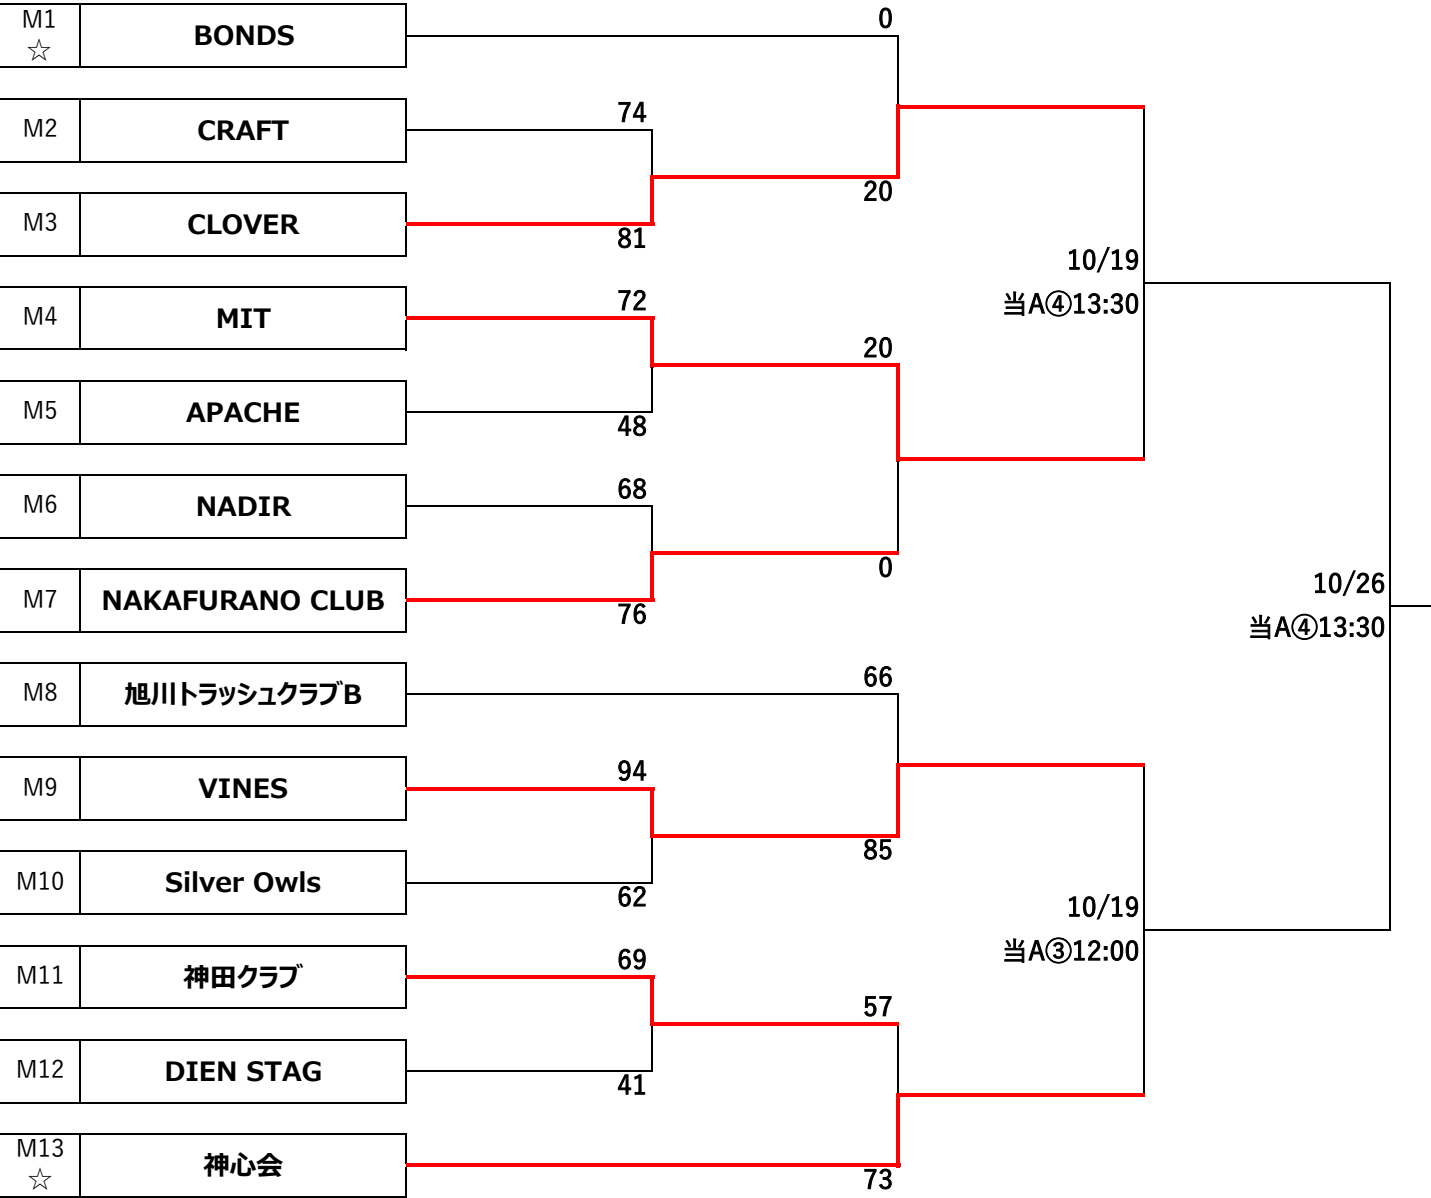 M1
☆
BONDS
0
M2
CRAFT
74
20
M3
CLOVER
81
10/19
当A④13:30
M4
MIT
72
20
M5
APACHE
48
M6
NADIR
68
0
M7
NAKAFURANO CLUB
76
10/26
当A④13:30
M8
旭川トラッシュクラブB
66
M9
VINES
94
85
M10
Silver Owls
62
10/19
当A③12:00
M11
神田クラブ
69
57
M12
DIEN STAG
41
M13
☆
神心会
73